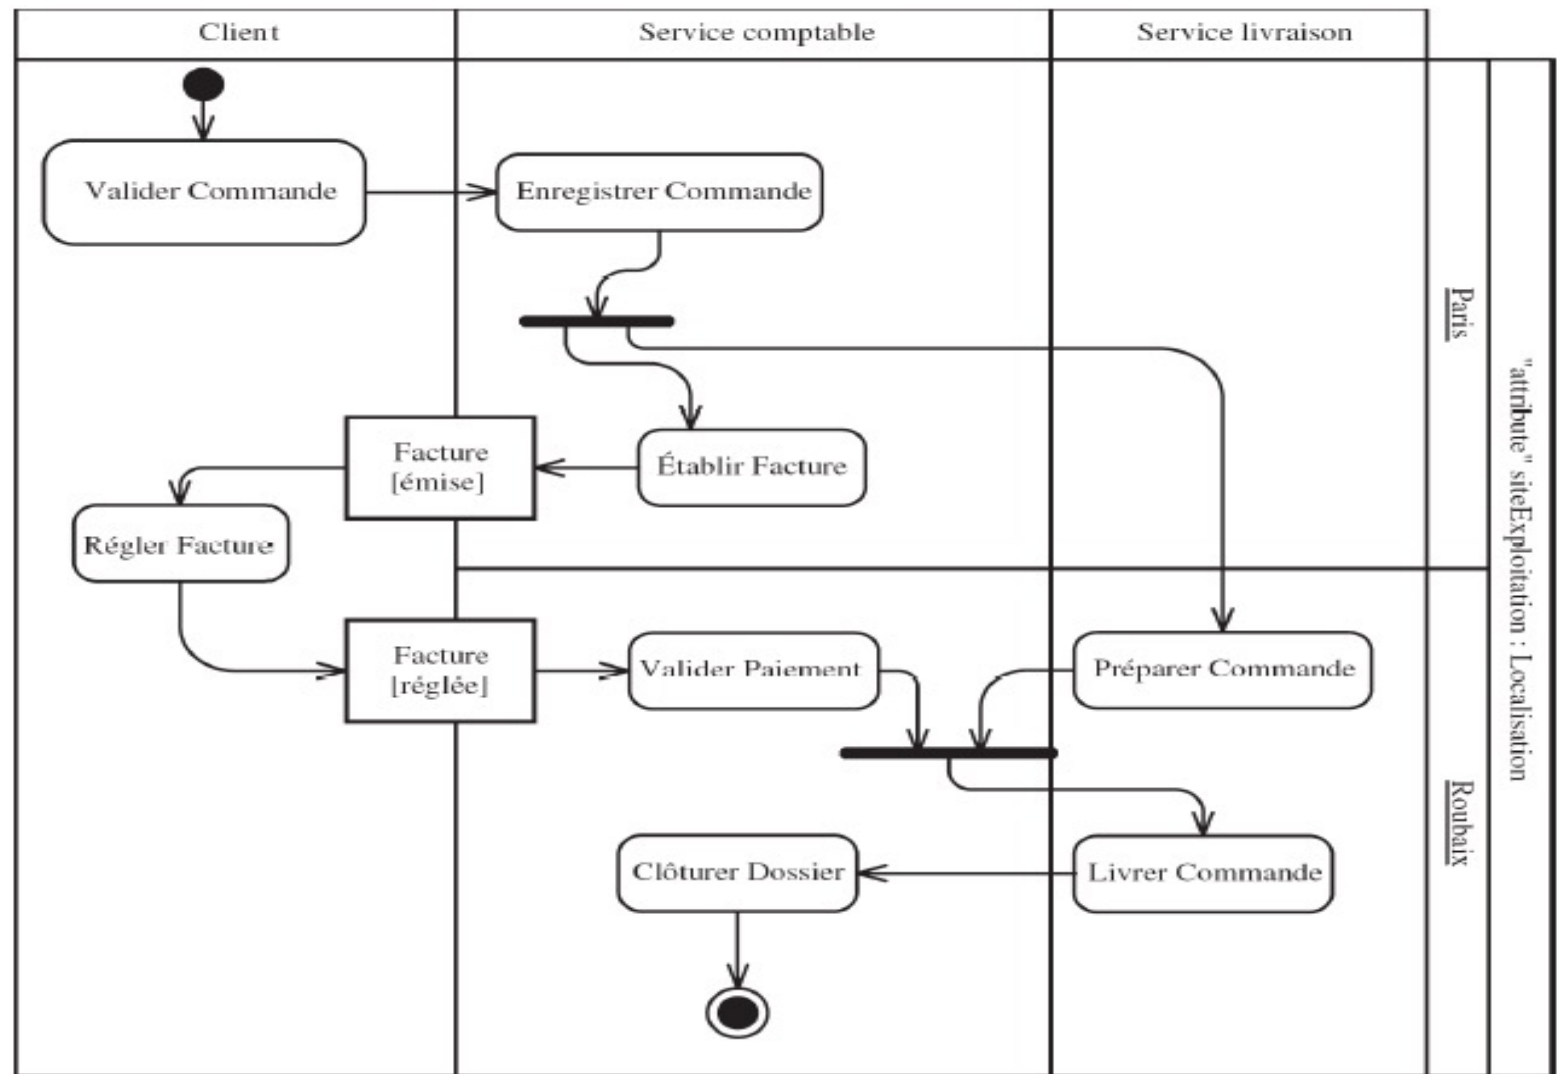 Client
Service comptable
Service livraison
Valider Commande
Enregistrer Commande
Paris
"attribute" siteExploitation : Localisation
Facture
[émise]
Établir Facture
Régler Facture
Facture
[réglée]
Valider Paiement
Préparer Commande
Roubaix
Clôturer Dossier
Livrer Commande